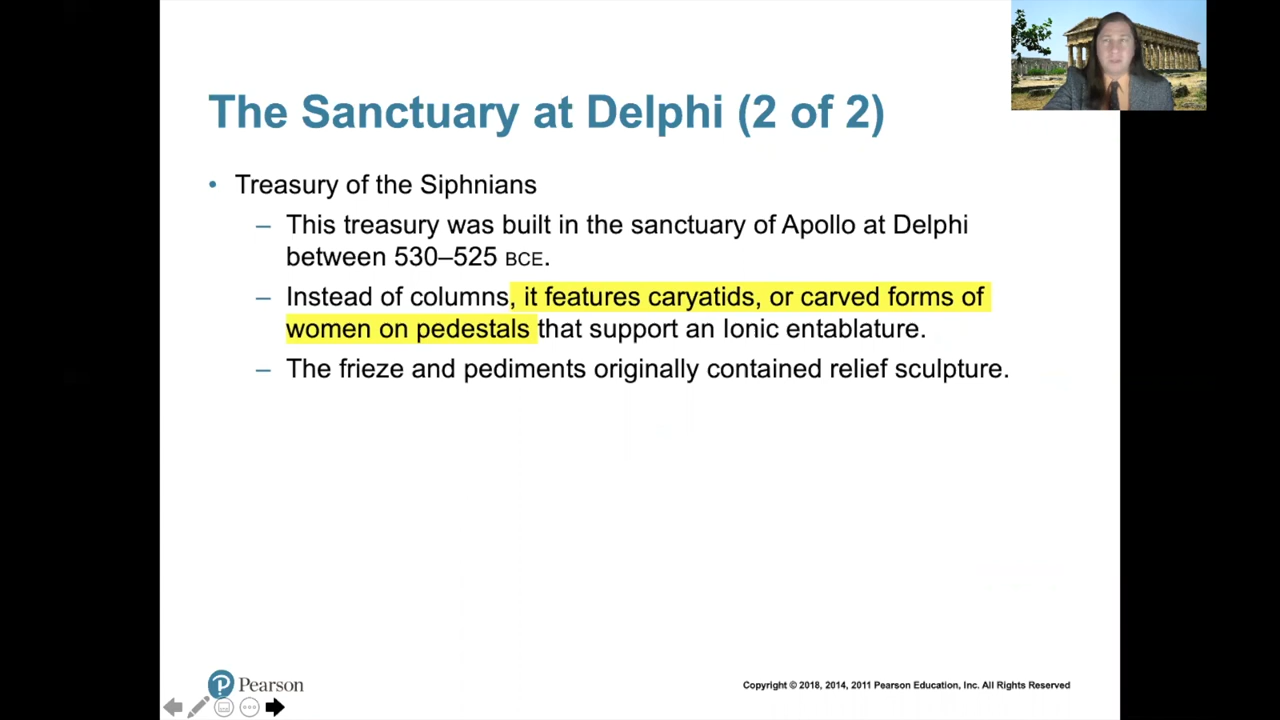 The Sanctuary at Delphi (2 of 2)
• Treasury of the Siphnians
– This treasury was built in the sanctuary of Apollo at Delphi
between 530–525 BCE.
– Instead of columns, it features caryatids, or carved forms of
women on pedestals that support an Ionic entablature.
– The frieze and pediments originally contained relief sculpture.
Pearson
Copyright © 2018, 2014, 2011 Pearson Education, Inc. All Rights Reserved